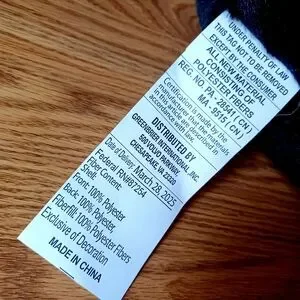 UNDER PENALTY OF LAW
THIS TAG NOT TO BE REMOVED
EXCEPT BY THE CONSUMER
ALL NEW MATERIAL
POLYESTER FIBERS
REG. NO. PA - 28541 ( CN )
MA - 9515 ( CN )
Certification is made by the
manufacturer that the materials
in this article are described in
accordance with law.
DISTRIBUTED BY
GREENBRIER INTERNATIONAL, INC.
500 VOLVO PARKWAY,
CHESAPEAKE, VA 23320
Date of Delivery: March 28, 2025
Federal RN#87254
Fiber Content:
Shell:
Front: 100% Polyester,
Back: 100% Polyester,
Fiberfill: 100% Polyester Fibers
Exclusive of Decoration
MADE IN CHINA